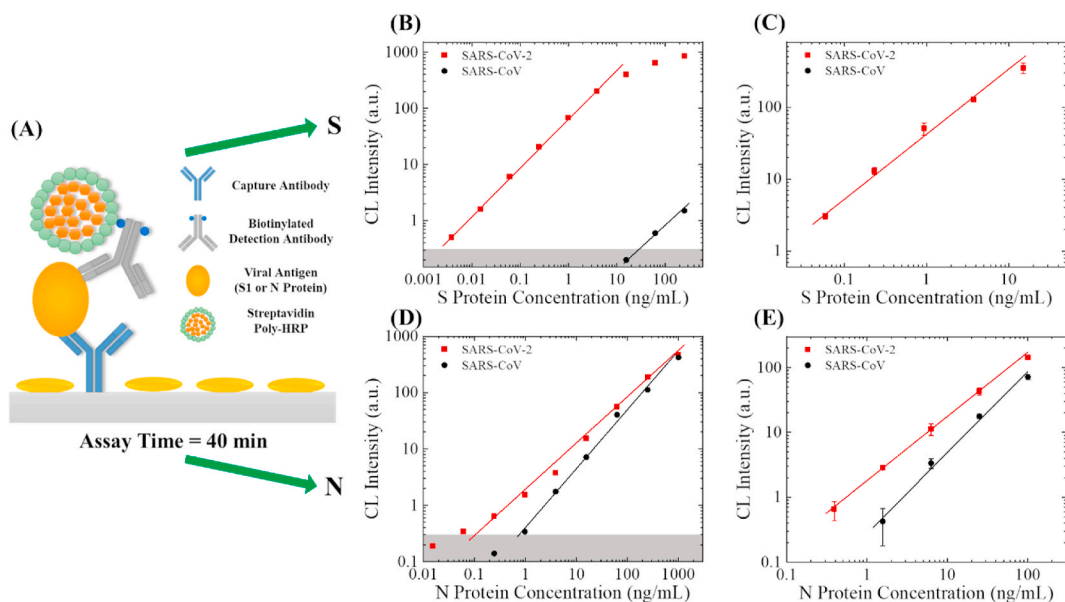 (A)
S
Capture Antibody
Biotinylated
Detection Antibody
Viral Antigen
(S1 or N Protein)
Streptavidin
Poly-HRP
Assay Time = 40 min
N
(B)
SARS-CoV-2
SARS-CoV
CL Intensity (a.u.)
1000
100
10
1
0.001
0.01
0.1
1
10
100
1000
S Protein Concentration (ng/mL)
(C)
SARS-CoV-2
SARS-CoV
CL Intensity (a.u.)
100
10
1
0.1
1
10
S Protein Concentration (ng/mL)
(D)
SARS-CoV-2
SARS-CoV
CL Intensity (a.u.)
1000
100
10
1
0.1
0.01
0.1
1
10
100
1000
N Protein Concentration (ng/mL)
(E)
SARS-CoV-2
SARS-CoV
CL Intensity (a.u.)
100
10
1
0.1
0.1
1
10
100
N Protein Concentration (ng/mL)